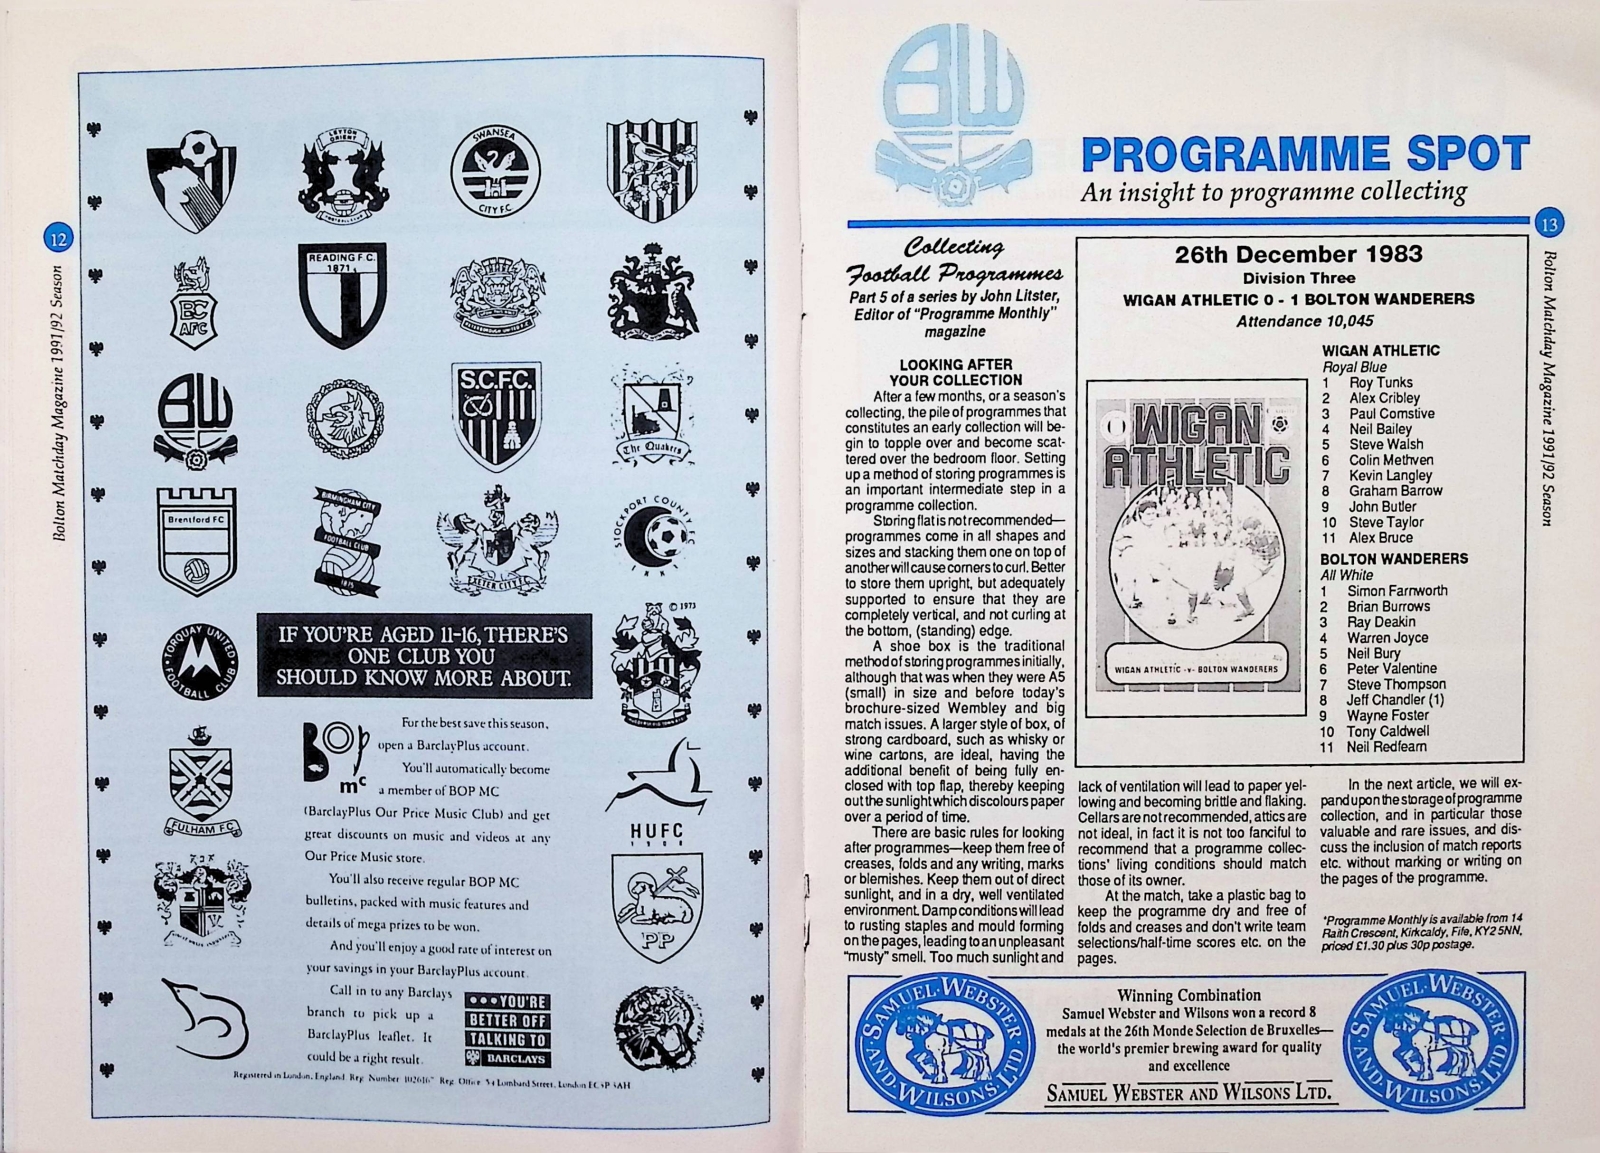 12
Bolton Matchday Magazine 1991/92 Season
LEYTON
ORIENT
SWANSEA
CITY F.C.
BC
AFC
READING F.C.
1871
BW
S.C.F.C.
The Quakers
Brentford FC
BIRMINGHAM CITY
FOOTBALL CLUB
1875
EXETER CITY F.C.
STOCKPORT COUNTY F.C.
TORQUAY UNITED
FOOTBALL CLUB
© 1973
FULHAM FC
HUFC
1908
PP
IF YOU'RE AGED 11-16, THERE'S
ONE CLUB YOU
SHOULD KNOW MORE ABOUT.
BOP
mc
For the best save this season,
open a BarclayPlus account.
You'll automatically become
a member of BOP MC
(BarclayPlus Our Price Music Club) and get
great discounts on music and videos at any
Our Price Music store.
You'll also receive regular BOP MC
bulletins, packed with music features and
details of mega prizes to be won.
And you'll enjoy a good rate of interest on
your savings in your BarclayPlus account.
Call in to any Barclays
branch to pick up a
BarclayPlus leaflet. It
could be a right result.
•••YOU'RE
BETTER OFF
TALKING TO
BARCLAYS
Registered in London, England. Reg. Number 1026167 Reg. Office 54 Lombard Street, London EC3P 3AH
BW
PROGRAMME SPOT
An insight to programme collecting
13
Bolton Matchday Magazine 1991/92 Season
Collecting
Football Programmes
Part 5 of a series by John Litster,
Editor of "Programme Monthly"
magazine
LOOKING AFTER
YOUR COLLECTION
After a few months, or a season's
collecting, the pile of programmes that
constitutes an early collection will be-
gin to topple over and become scat-
tered over the bedroom floor. Setting
up a method of storing programmes is
an important intermediate step in a
programme collection.
Storing flat is not recommended—
programmes come in all shapes and
sizes and stacking them one on top of
another will cause corners to curl. Better
to store them upright, but adequately
supported to ensure that they are
completely vertical, and not curling at
the bottom, (standing) edge.
A shoe box is the traditional
method of storing programmes initially,
although that was when they were A5
(small) in size and before today's
brochure-sized Wembley and big
match issues. A larger style of box, of
strong cardboard, such as whisky or
wine cartons, are ideal, having the
additional benefit of being fully en-
closed with top flap, thereby keeping
out the sunlight which discolours paper
over a period of time.
There are basic rules for looking
after programmes—keep them free of
creases, folds and any writing, marks
or blemishes. Keep them out of direct
sunlight, and in a dry, well ventilated
environment. Damp conditions will lead
to rusting staples and mould forming
on the pages, leading to an unpleasant
"musty" smell. Too much sunlight and
26th December 1983
Division Three
WIGAN ATHLETIC 0 - 1 BOLTON WANDERERS
Attendance 10,045
WIGAN
ATHLETIC
WIGAN ATHLETIC -v- BOLTON WANDERERS
WIGAN ATHLETIC
Royal Blue
1 Roy Tunks
2 Alex Cribley
3 Paul Comstive
4 Neil Bailey
5 Steve Walsh
6 Colin Methven
7 Kevin Langley
8 Graham Barrow
9 John Butler
10 Steve Taylor
11 Alex Bruce
BOLTON WANDERERS
All White
1 Simon Farnworth
2 Brian Burrows
3 Ray Deakin
4 Warren Joyce
5 Neil Bury
6 Peter Valentine
7 Steve Thompson
8 Jeff Chandler (1)
9 Wayne Foster
10 Tony Caldwell
11 Neil Redfearn
lack of ventilation will lead to paper yel-
lowing and becoming brittle and flaking.
Cellars are not recommended, attics are
not ideal, in fact it is not too fanciful to
recommend that a programme collec-
tions' living conditions should match
those of its owner.
At the match, take a plastic bag to
keep the programme dry and free of
folds and creases and don't write team
selections/half-time scores etc. on the
pages.
In the next article, we will ex-
pand upon the storage of programme
collection, and in particular those
valuable and rare issues, and dis-
cuss the inclusion of match reports
etc. without marking or writing on
the pages of the programme.
*Programme Monthly is available from 14
Raith Crescent, Kirkcaldy, Fife, KY2 5NN,
priced £1.30 plus 30p postage.
SAMUEL WEBSTER
AND WILSONS LTD
Winning Combination
Samuel Webster and Wilsons won a record 8
medals at the 26th Monde Selection de Bruxelles—
the world's premier brewing award for quality
and excellence
SAMUEL WEBSTER AND WILSONS LTD.
SAMUEL WEBSTER
AND WILSONS LTD